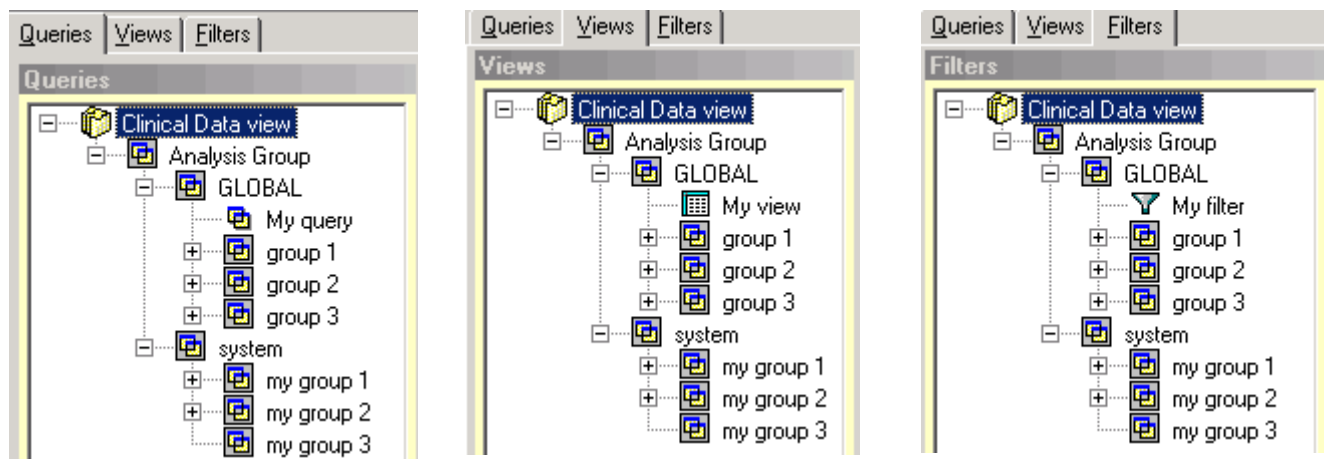 Queries Views Filters
Queries
Clinical Data view
Analysis Group
GLOBAL
My query
group 1
group 2
group 3
system
my group 1
my group 2
my group 3
Queries Views Filters
Views
Clinical Data view
Analysis Group
GLOBAL
My view
group 1
group 2
group 3
system
my group 1
my group 2
my group 3
Queries Views Filters
Filters
Clinical Data view
Analysis Group
GLOBAL
My filter
group 1
group 2
group 3
system
my group 1
my group 2
my group 3